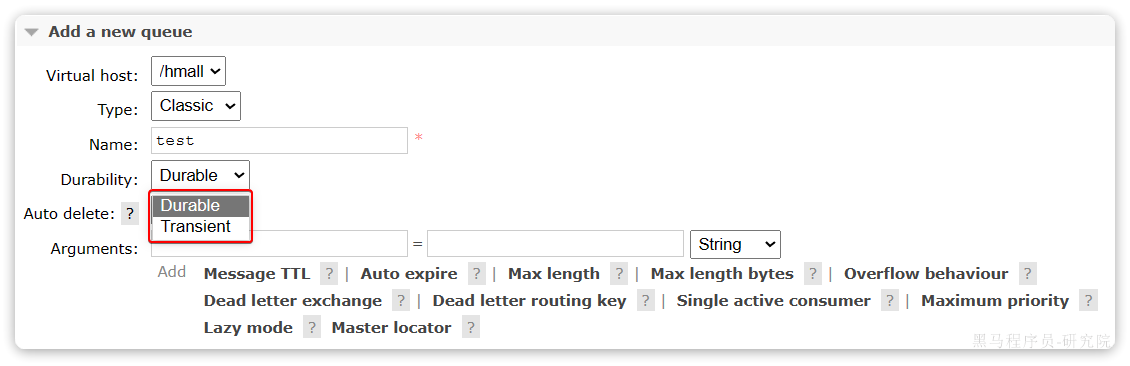 Add a new queue
Virtual host: /hmall
Type: Classic
Name: test *
Durability: Durable
Durable
Auto delete: ?
Transient
Arguments: = String
Add Message TTL ? | Auto expire ? | Max length ? | Max length bytes ? | Overflow behaviour ?
Dead letter exchange ? | Dead letter routing key ? | Single active consumer ? | Maximum priority ?
Lazy mode ? Master locator ?
黑马程序员-研究院